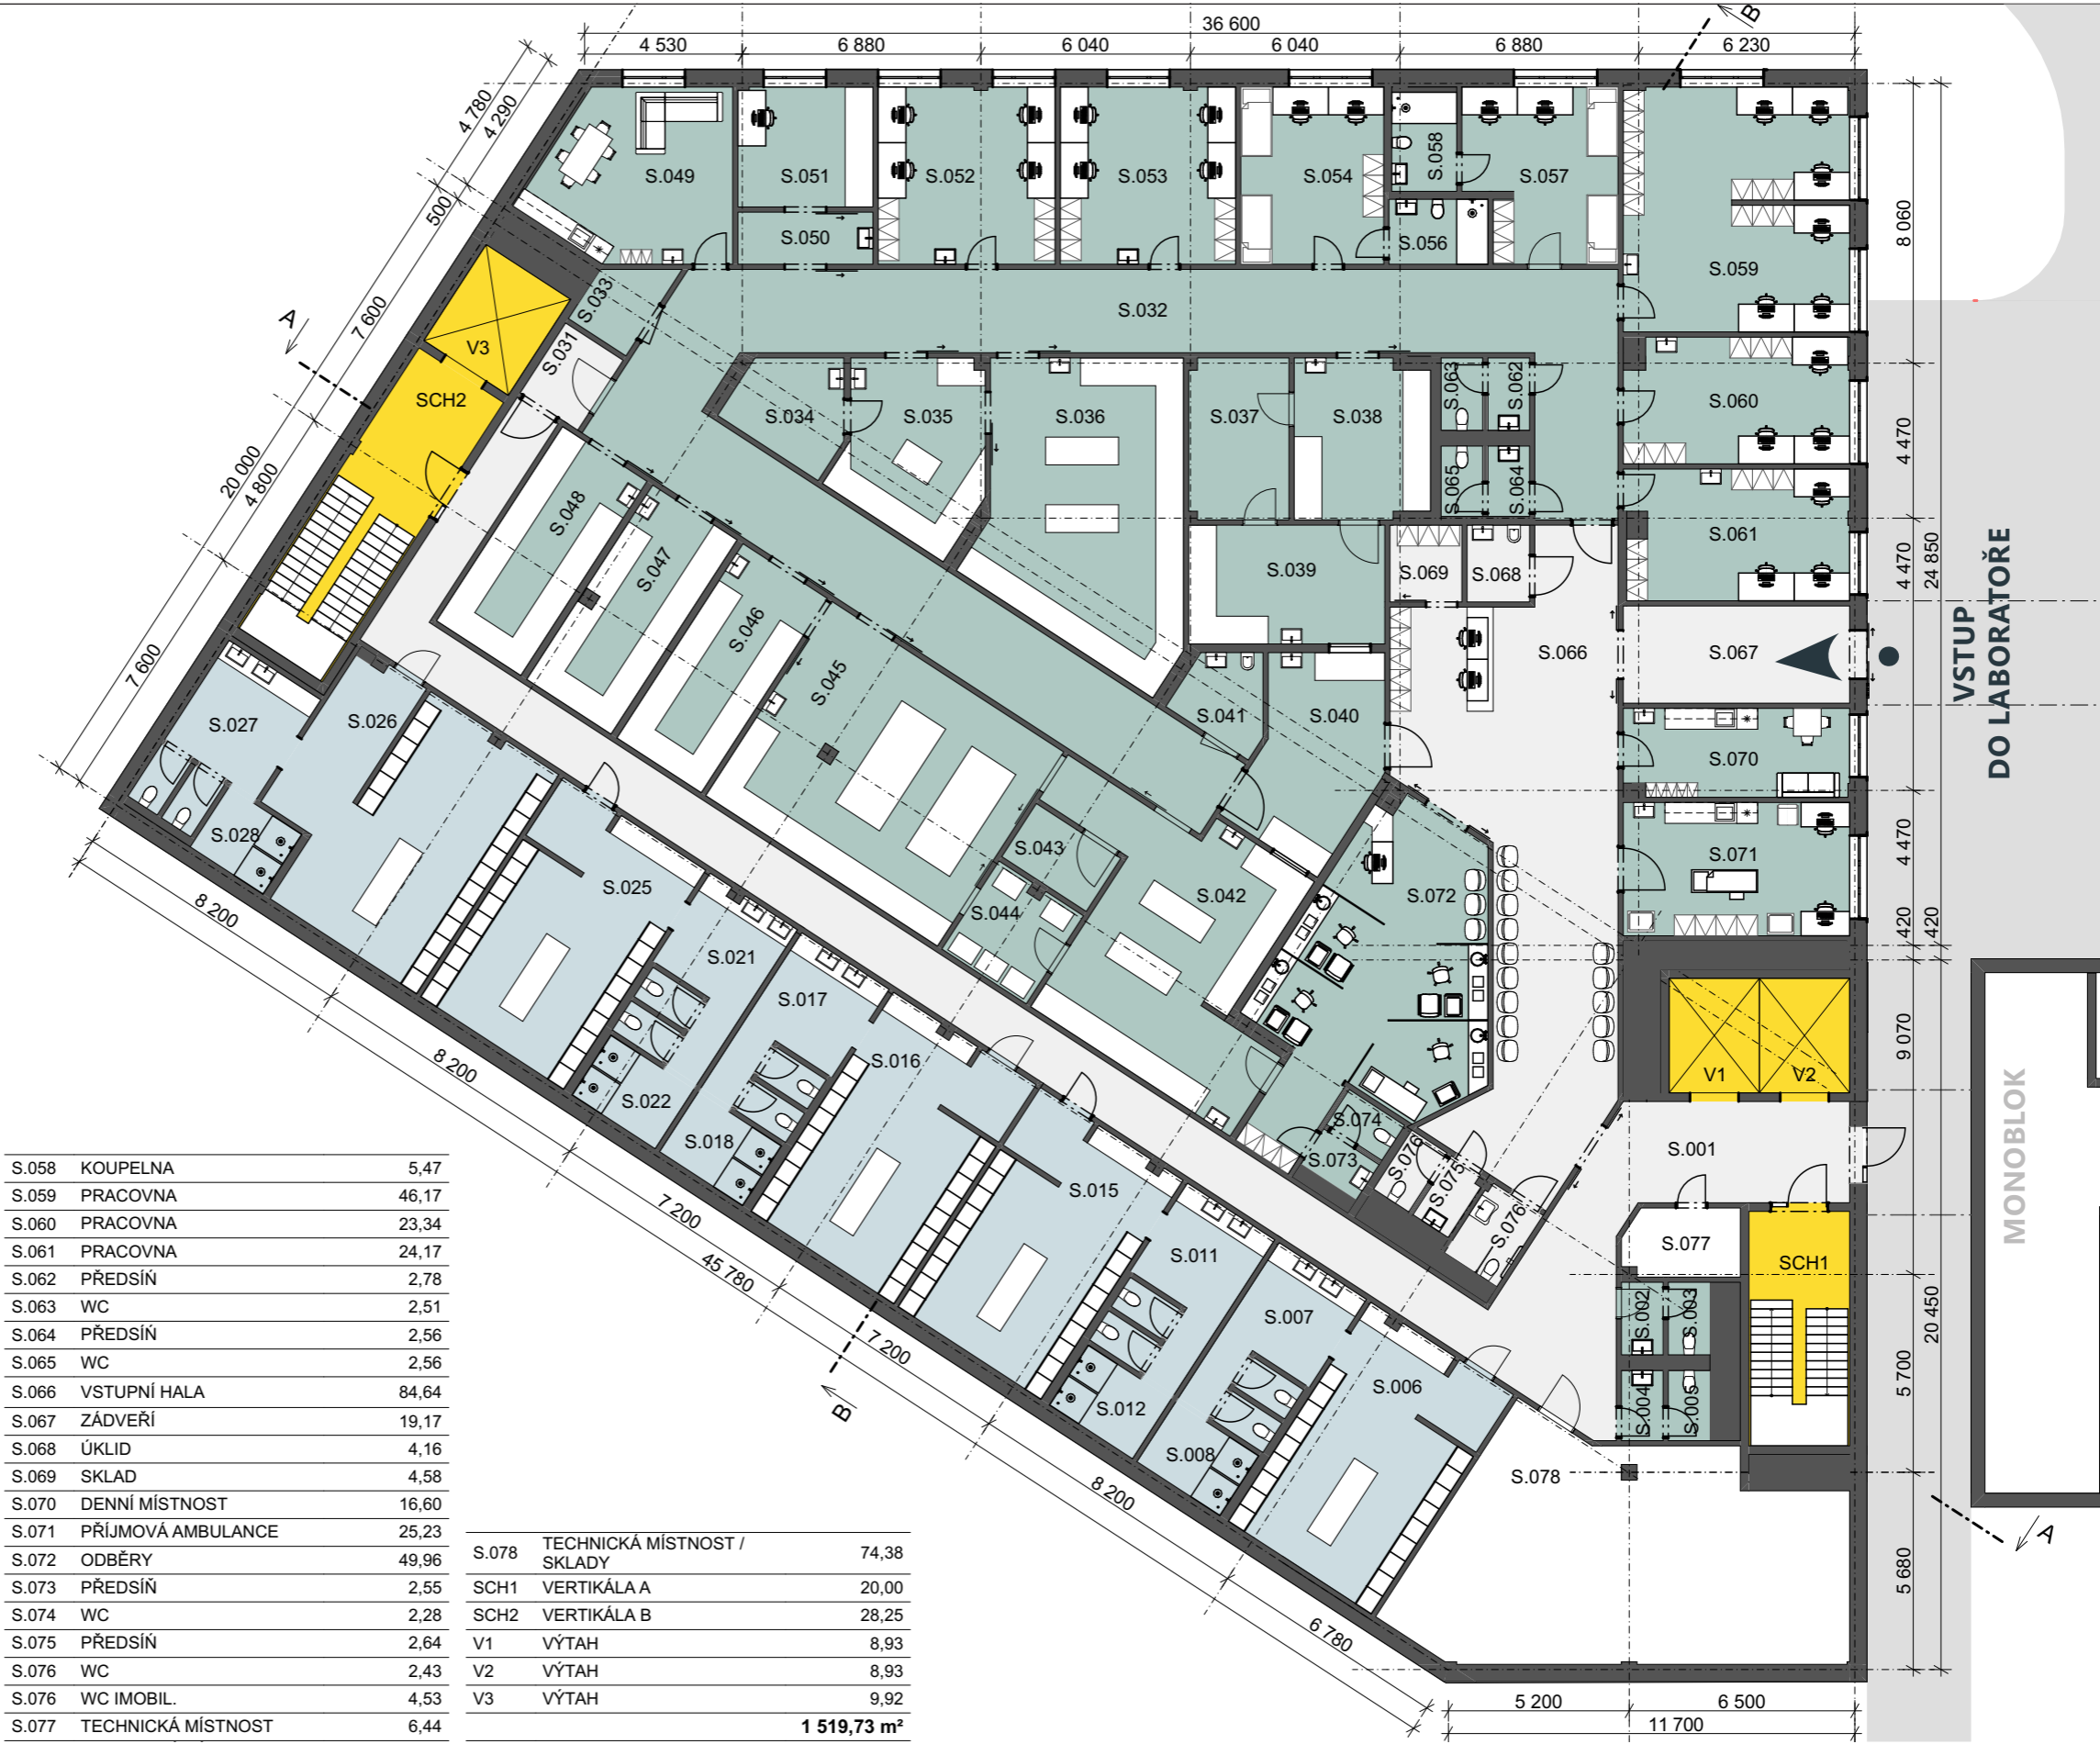 36 600
4 530
6 880
6 040
6 040
6 880
6 230
B
4 780
4 290
500
7 600
20 000
4 800
7 600
A
S.049
S.051
S.050
S.052
S.053
S.054
S.058
S.056
S.057
S.059
8 060
S.033
S.032
V3
S.031
SCH2
S.034
S.035
S.036
S.037
S.038
S.063
S.062
S.065
S.064
S.060
4 470
S.048
S.047
S.046
S.045
S.039
S.069
S.068
S.061
4 470
24 850
S.066
S.067
VSTUP
DO LABORATOŘE
S.027
S.026
S.041
S.040
S.070
S.028
S.043
S.042
S.044
S.072
S.071
4 470
420
420
S.025
S.021
S.017
S.016
S.022
S.018
S.074
S.073
S.076
S.075
S.076
V1
V2
9 070
MONOBLOK
S.001
S.077
SCH1
S.015
S.011
S.007
S.006
S.012
S.008
S.002
S.003
S.004
S.005
20 450
5 700
S.078
A
5 680
8 200
8 200
7 200
45 780
7 200
8 200
6 780
B
5 200
6 500
11 700
S.058 KOUPELNA 5,47
S.059 PRACOVNA 46,17
S.060 PRACOVNA 23,34
S.061 PRACOVNA 24,17
S.062 PŘEDSÍŇ 2,78
S.063 WC 2,51
S.064 PŘEDSÍŇ 2,56
S.065 WC 2,56
S.066 VSTUPNÍ HALA 84,64
S.067 ZÁDVEŘÍ 19,17
S.068 ÚKLID 4,16
S.069 SKLAD 4,58
S.070 DENNÍ MÍSTNOST 16,60
S.071 PŘÍJMOVÁ AMBULANCE 25,23
S.072 ODBĚRY 49,96
S.073 PŘEDSÍŇ 2,55
S.074 WC 2,28
S.075 PŘEDSÍŇ 2,64
S.076 WC 2,43
S.076 WC IMOBIL. 4,53
S.077 TECHNICKÁ MÍSTNOST 6,44
S.078 TECHNICKÁ MÍSTNOST /
SKLADY 74,38
SCH1 VERTIKÁLA A 20,00
SCH2 VERTIKÁLA B 28,25
V1 VÝTAH 8,93
V2 VÝTAH 8,93
V3 VÝTAH 9,92
1 519,73 m²